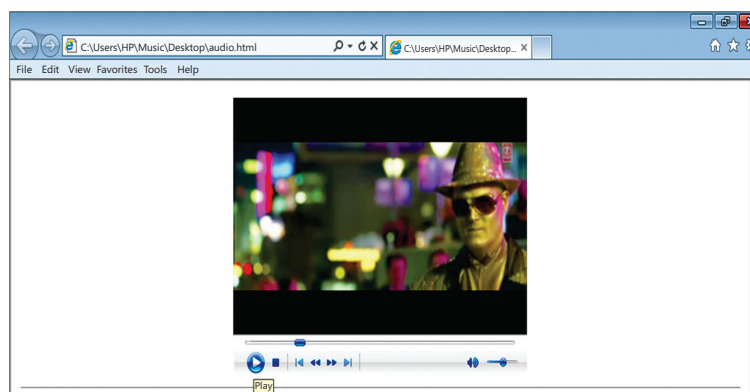 C:\Users\HP\Music\Desktop\audio.html
C:\Users\HP\Music\Desktop... X
File Edit View Favorites Tools Help
T
Play